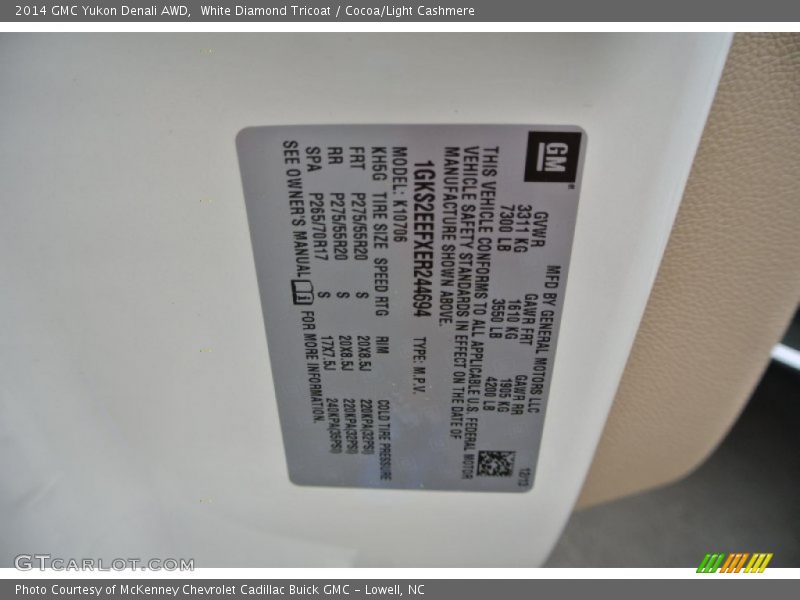 2014 GMC Yukon Denali AWD,  White Diamond Tricoat / Cocoa/Light Cashmere
GM
MFD BY GENERAL MOTORS LLC
12/13
GVWR GAWR FRT GAWR RR
3311 KG 1610 KG 1905 KG
7300 LB 3550 LB 4200 LB
THIS VEHICLE CONFORMS TO ALL APPLICABLE U.S. FEDERAL MOTOR
VEHICLE SAFETY STANDARDS IN EFFECT ON THE DATE OF
MANUFACTURE SHOWN ABOVE.
1GKS2EEFXER244694 TYPE: M.P.V.
MODEL: K10706
KH5G TIRE SIZE SPEED RTG RIM COLD TIRE PRESSURE
FRT P275/55R20 S 20X8.5J 220KPA(32PSI)
RR P275/55R20 S 20X8.5J 220KPA(32PSI)
SPA P265/70R17 S 17X7.5J 240KPA(35PSI)
SEE OWNER'S MANUAL FOR MORE INFORMATION.
GTCARLOT.COM
Photo Courtesy of McKenney Chevrolet Cadillac Buick GMC - Lowell, NC